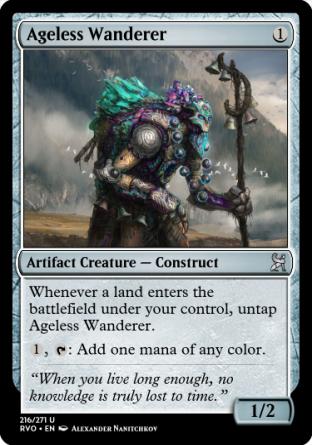 Ageless Wanderer 1
Artifact Creature — Construct
Whenever a land enters the
battlefield under your control, untap
Ageless Wanderer.
1, : Add one mana of any color.
“When you live long enough, no
knowledge is truly lost to time.”
1/2
216/271 U
RVO • EN Alexander Nanitchkov